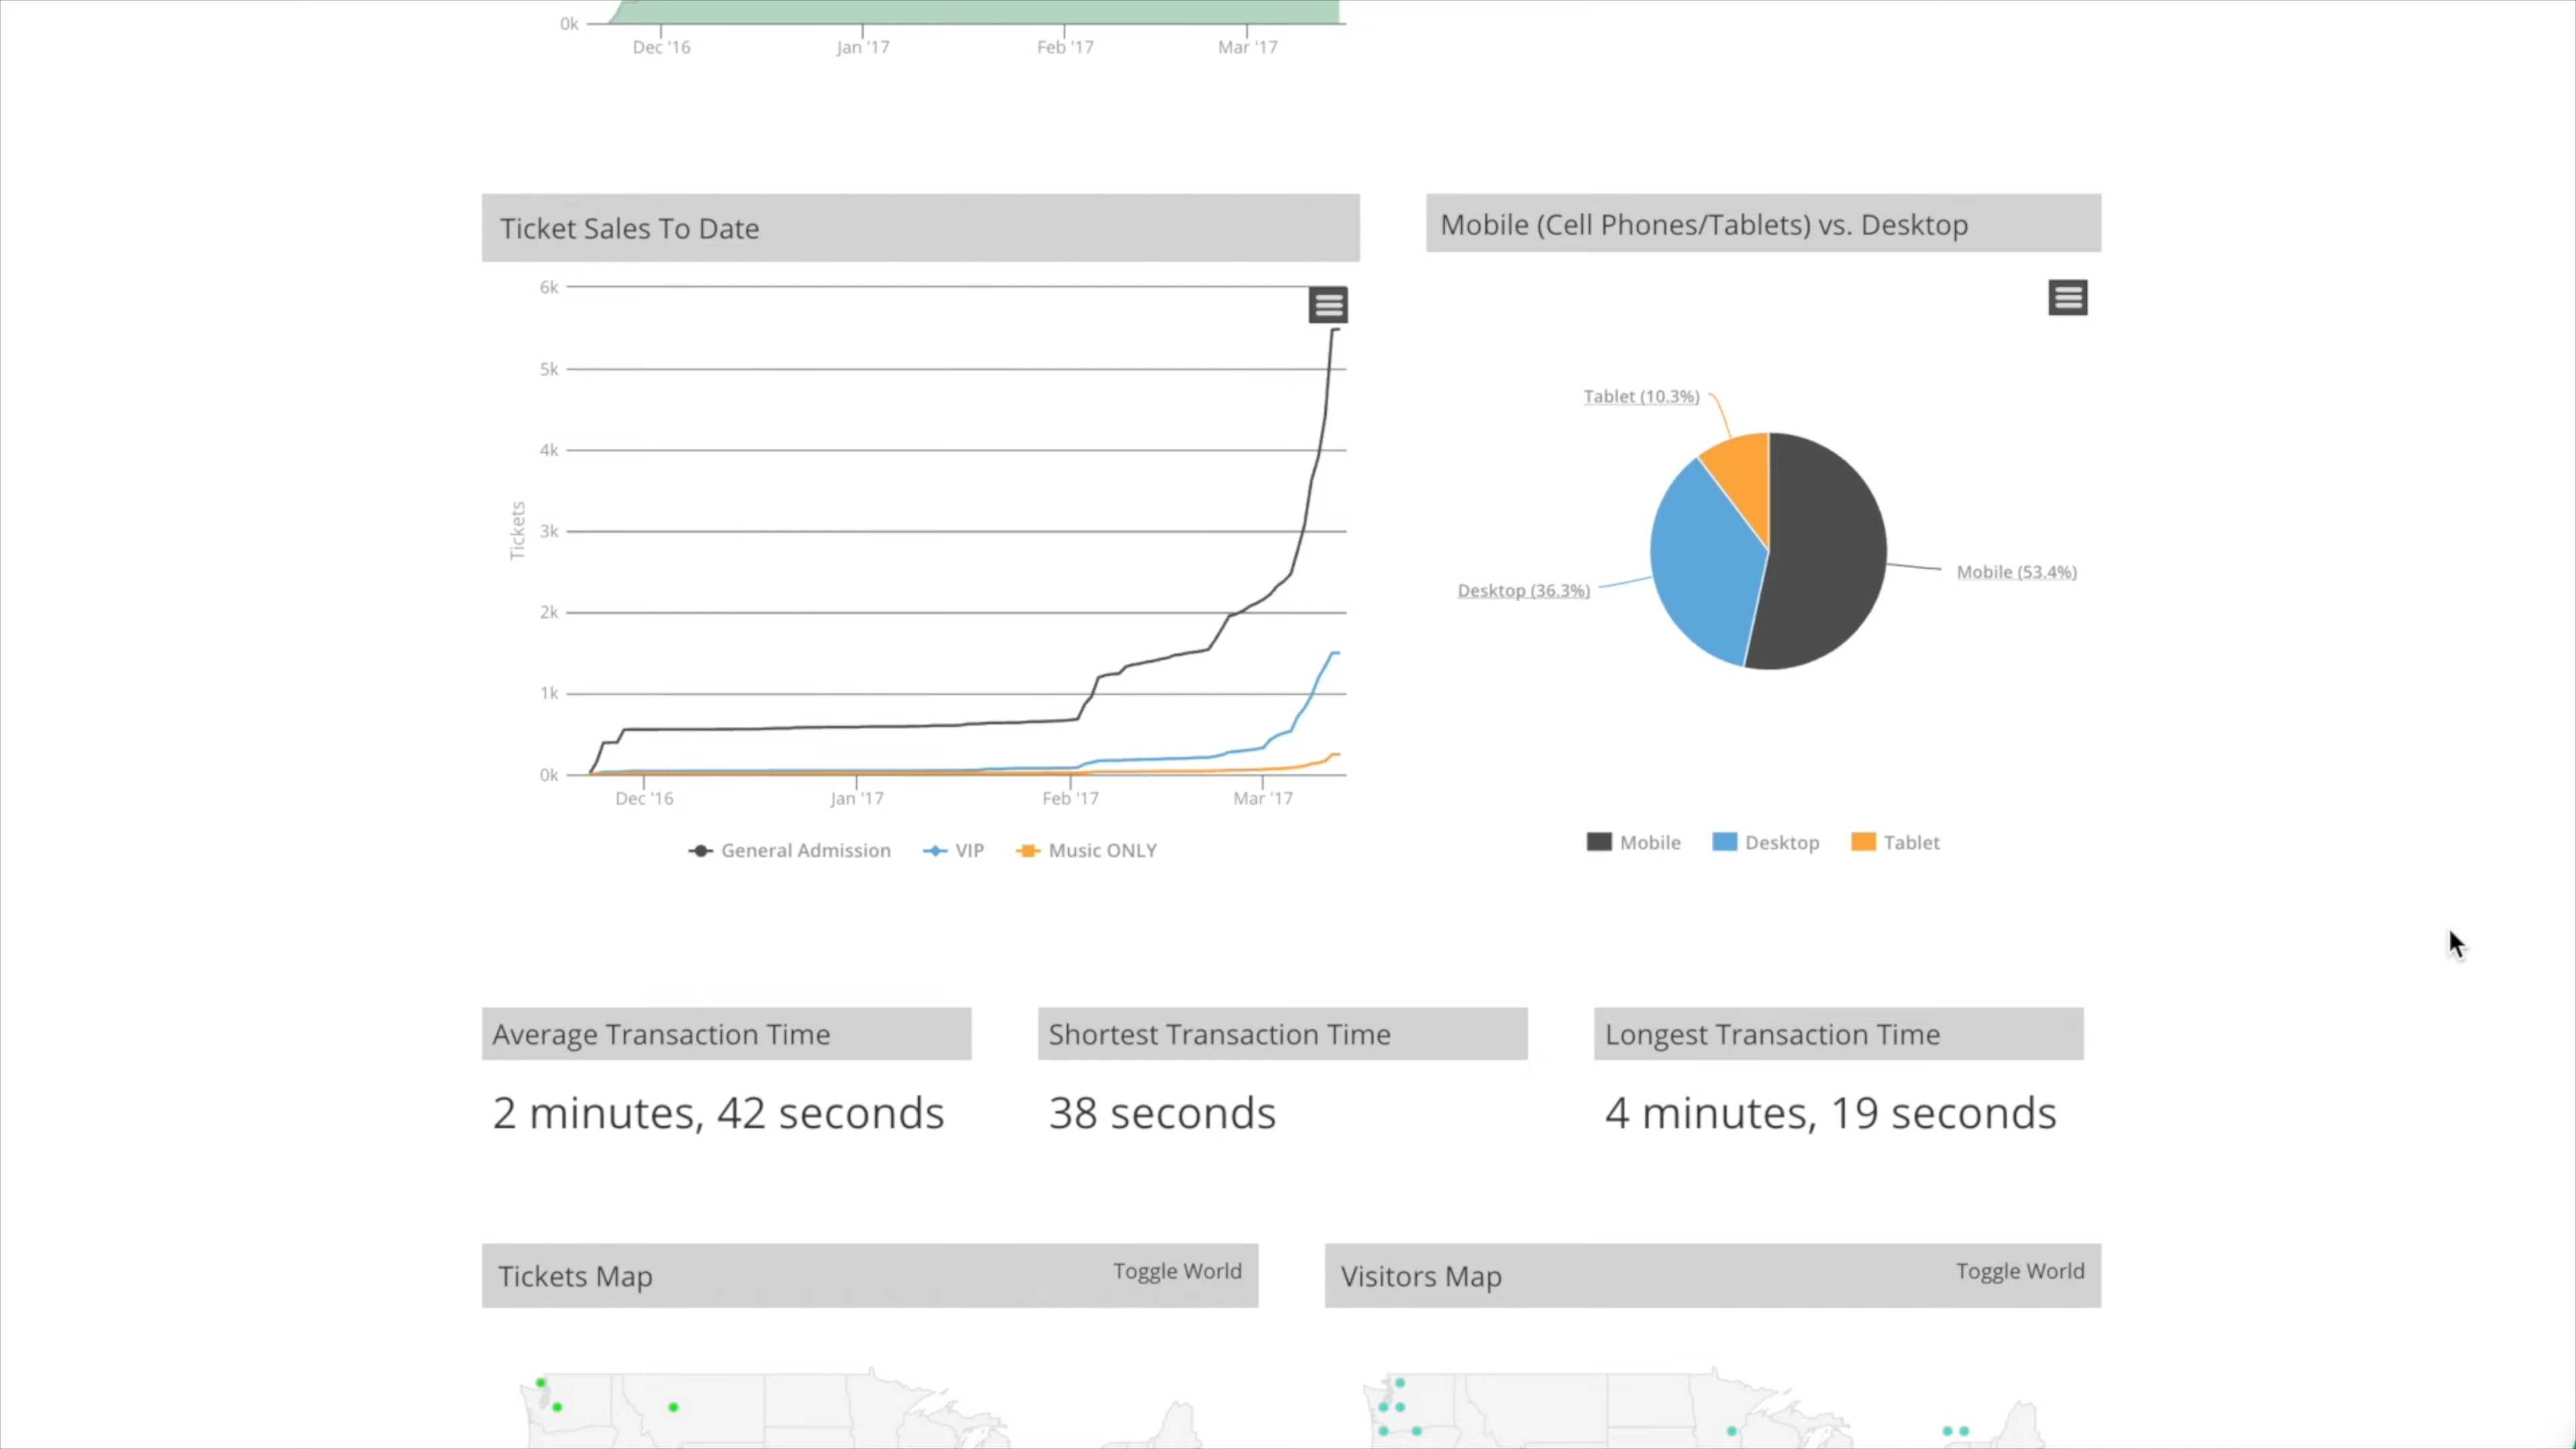 0k
Dec '16 Jan '17 Feb '17 Mar '17
Ticket Sales To Date
6k
5k
4k
3k
2k
1k
0k
Tickets
Dec '16 Jan '17 Feb '17 Mar '17
General Admission VIP Music ONLY
Mobile (Cell Phones/Tablets) vs. Desktop
Tablet (10.3%)
Mobile (53.4%)
Desktop (36.3%)
Mobile Desktop Tablet
Average Transaction Time
2 minutes, 42 seconds
Shortest Transaction Time
38 seconds
Longest Transaction Time
4 minutes, 19 seconds
Tickets Map Toggle World
Visitors Map Toggle World